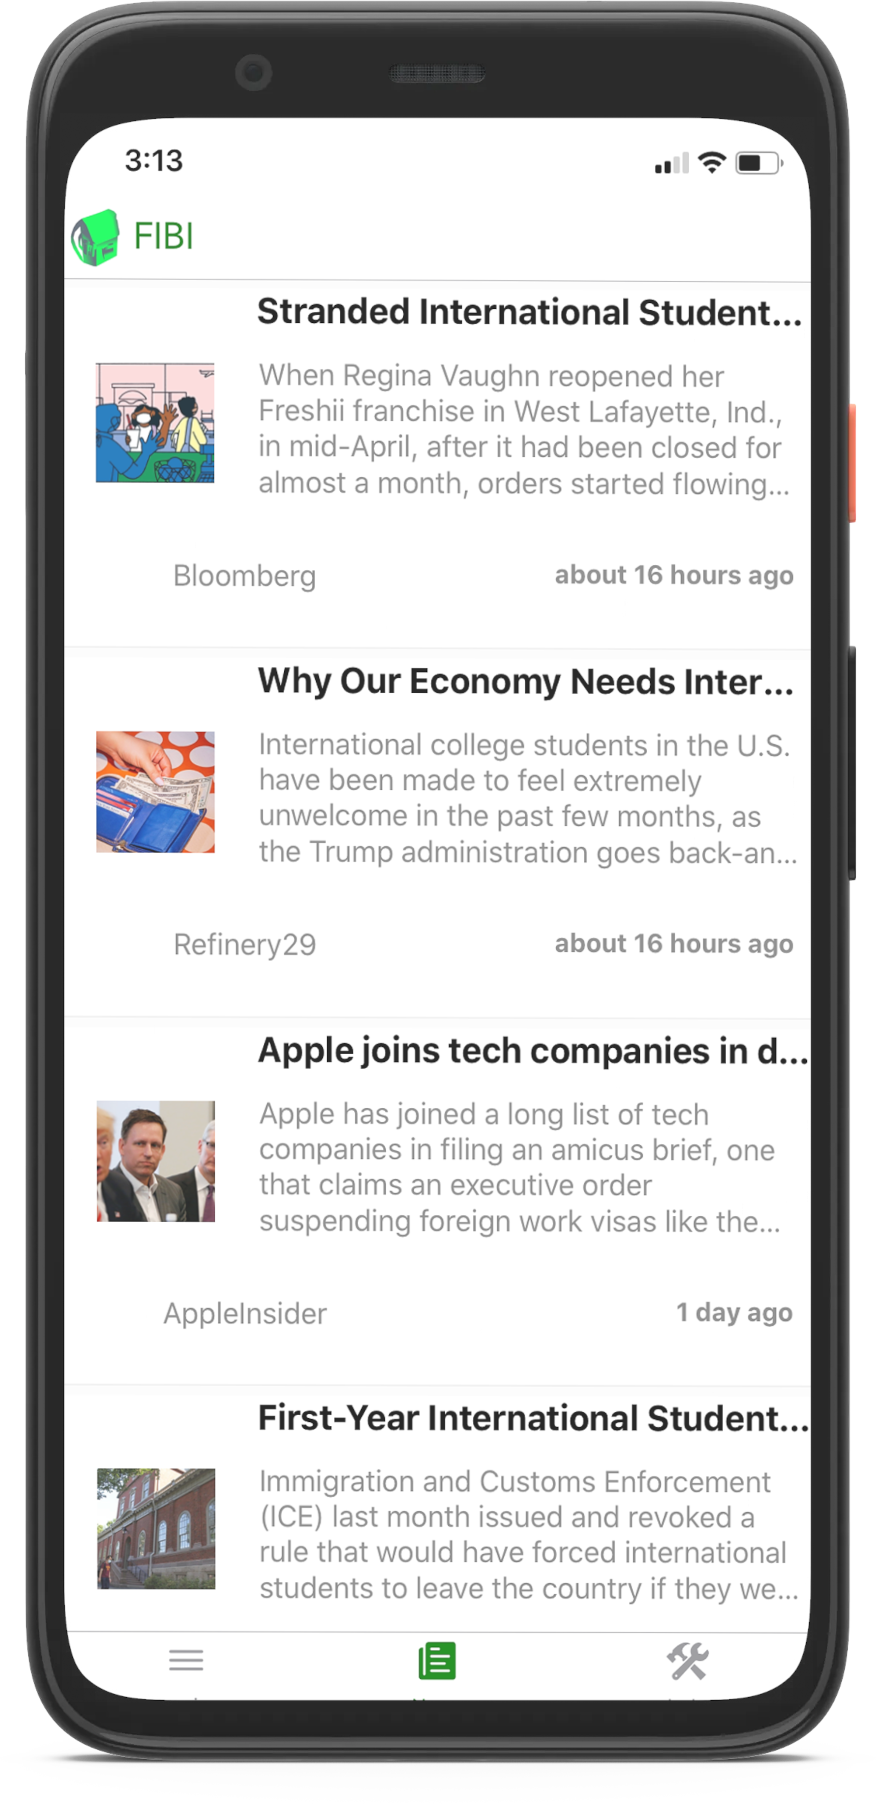 3:13
FIBI
Stranded International Student...
When Regina Vaughn reopened her
Freshii franchise in West Lafayette, Ind.,
in mid-April, after it had been closed for
almost a month, orders started flowing...
Bloomberg
about 16 hours ago
Why Our Economy Needs Inter...
International college students in the U.S.
have been made to feel extremely
unwelcome in the past few months, as
the Trump administration goes back-an...
Refinery29
about 16 hours ago
Apple joins tech companies in d...
Apple has joined a long list of tech
companies in filing an amicus brief, one
that claims an executive order
suspending foreign work visas like the...
AppleInsider
1 day ago
First-Year International Student...
Immigration and Customs Enforcement
(ICE) last month issued and revoked a
rule that would have forced international
students to leave the country if they we...